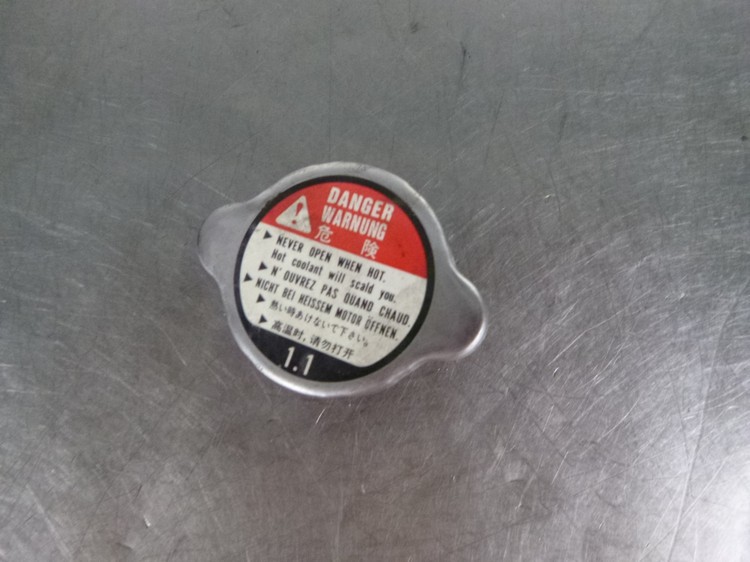 DANGER
WARNUNG
危険
NEVER OPEN WHEN HOT.
Hot coolant will scald you.
N'OUVREZ PAS QUAND CHAUD.
NICHT BEI HEISSEM MOTOR ÖFFNEN.
熱い時あけないで下さい。
高温时,请勿打开
1.1